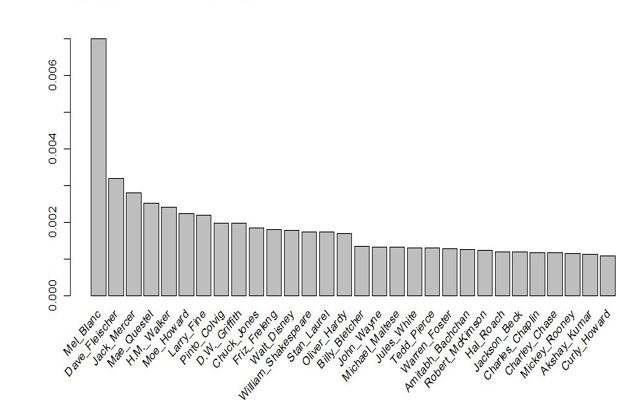 0.006
0.004
0.002
0.000
Mel_Blanc
Dave_Fleischer
Jack_Mercer
Mae_Questel
H.M._Walker
Moe_Howard
Larry_Fine
Pinto_Colvig
D.W._Griffith
Chuck_Jones
Friz_Freleng
Walt_Disney
William_Shakespeare
Stan_Laurel
Oliver_Hardy
Billy_Bletcher
John_Wayne
Michael_Maltese
Jules_White
Tedd_Pierce
Warren_Foster
Amitabh_Bachchan
Robert_McKimson
Hal_Roach
Jackson_Beck
Charles_Chaplin
Charley_Chase
Mickey_Rooney
Akshay_Kumar
Curly_Howard